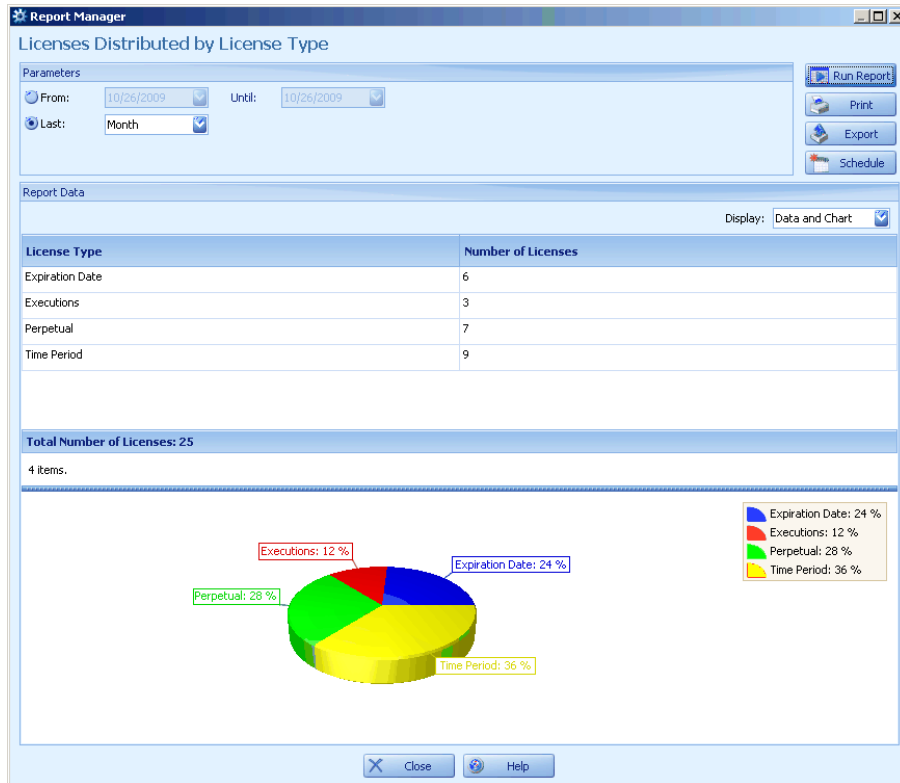 Report Manager
Licenses Distributed by License Type
Parameters
From: 10/26/2009 Until: 10/26/2009
Last: Month
Run Report
Print
Export
Schedule
Report Data
Display: Data and Chart
License Type Number of Licenses
Expiration Date 6
Executions 3
Perpetual 7
Time Period 9
Total Number of Licenses: 25
4 items.
Expiration Date: 24 %
Executions: 12 %
Perpetual: 28 %
Time Period: 36 %
Executions: 12 %
Expiration Date: 24 %
Perpetual: 28 %
Time Period: 36 %
Close Help